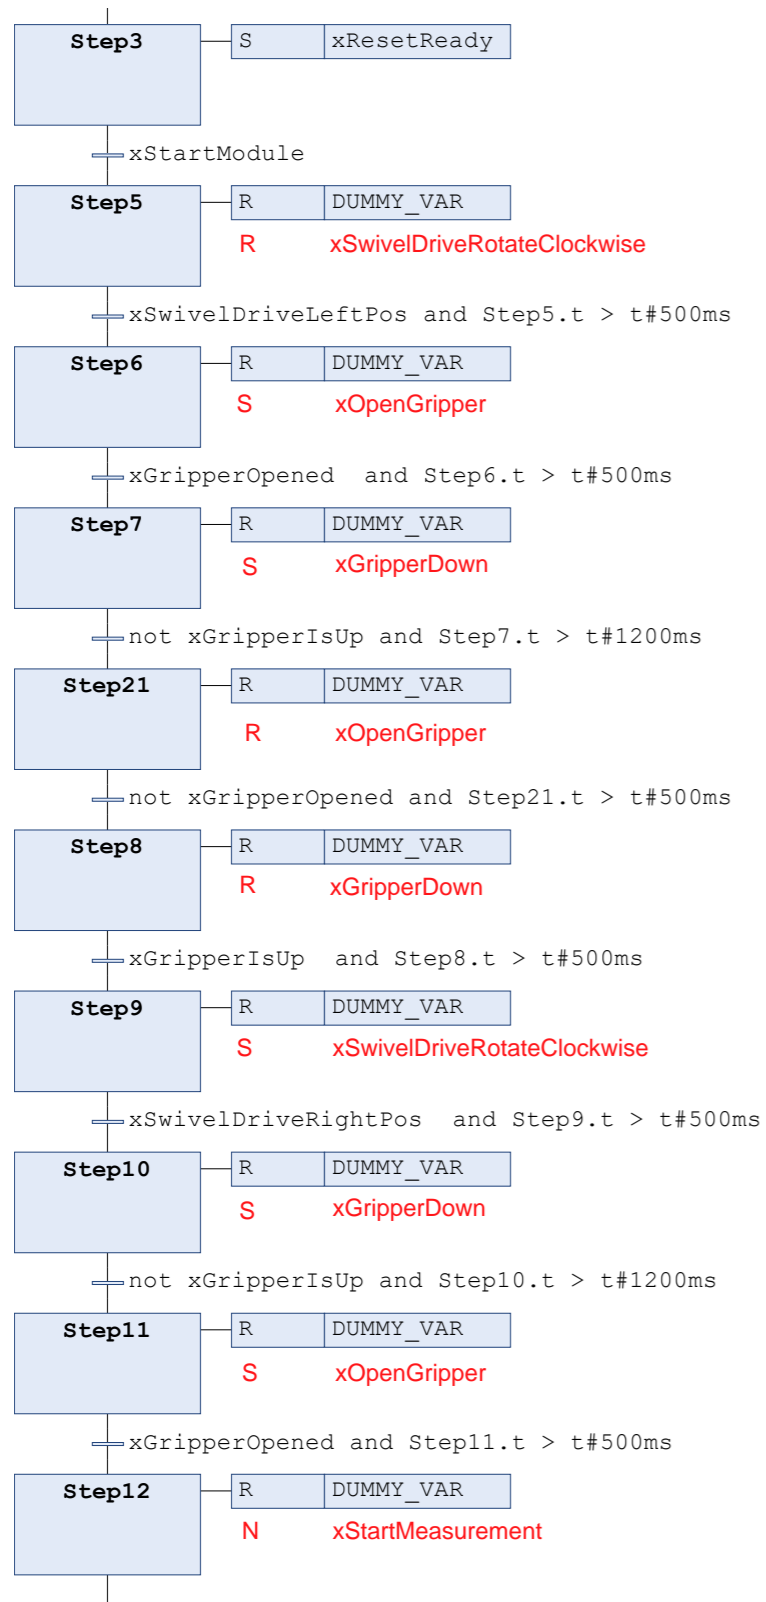 Step3 S xResetReady
xStartModule
Step5 R DUMMY_VAR
R xSwivelDriveRotateClockwise
xSwivelDriveLeftPos and Step5.t > t#500ms
Step6 R DUMMY_VAR
S xOpenGripper
xGripperOpened and Step6.t > t#500ms
Step7 R DUMMY_VAR
S xGripperDown
not xGripperIsUp and Step7.t > t#1200ms
Step21 R DUMMY_VAR
R xOpenGripper
not xGripperOpened and Step21.t > t#500ms
Step8 R DUMMY_VAR
R xGripperDown
xGripperIsUp and Step8.t > t#500ms
Step9 R DUMMY_VAR
S xSwivelDriveRotateClockwise
xSwivelDriveRightPos and Step9.t > t#500ms
Step10 R DUMMY_VAR
S xGripperDown
not xGripperIsUp and Step10.t > t#1200ms
Step11 R DUMMY_VAR
S xOpenGripper
xGripperOpened and Step11.t > t#500ms
Step12 R DUMMY_VAR
N xStartMeasurement